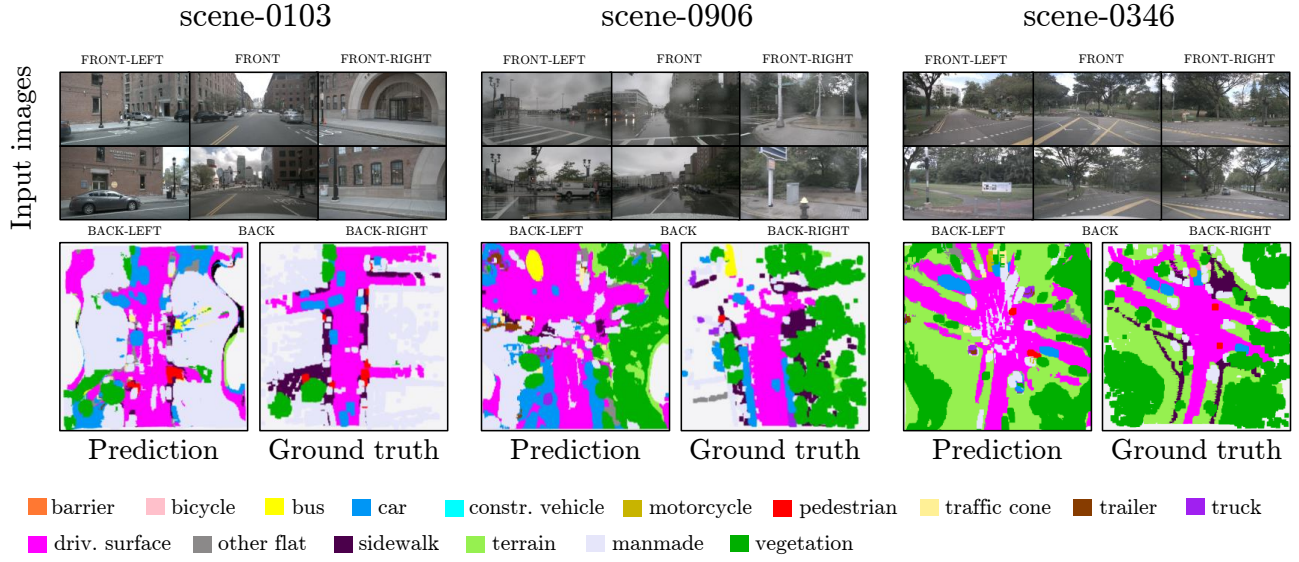 scene-0103 scene-0906 scene-0346
FRONT-LEFT FRONT FRONT-RIGHT FRONT-LEFT FRONT FRONT-RIGHT FRONT-LEFT FRONT FRONT-RIGHT
Input images
BACK-LEFT BACK BACK-RIGHT BACK-LEFT BACK BACK-RIGHT BACK-LEFT BACK BACK-RIGHT
Prediction Ground truth Prediction Ground truth Prediction Ground truth
barrier bicycle bus car constr. vehicle motorcycle pedestrian traffic cone trailer truck
driv. surface other flat sidewalk terrain manmade vegetation